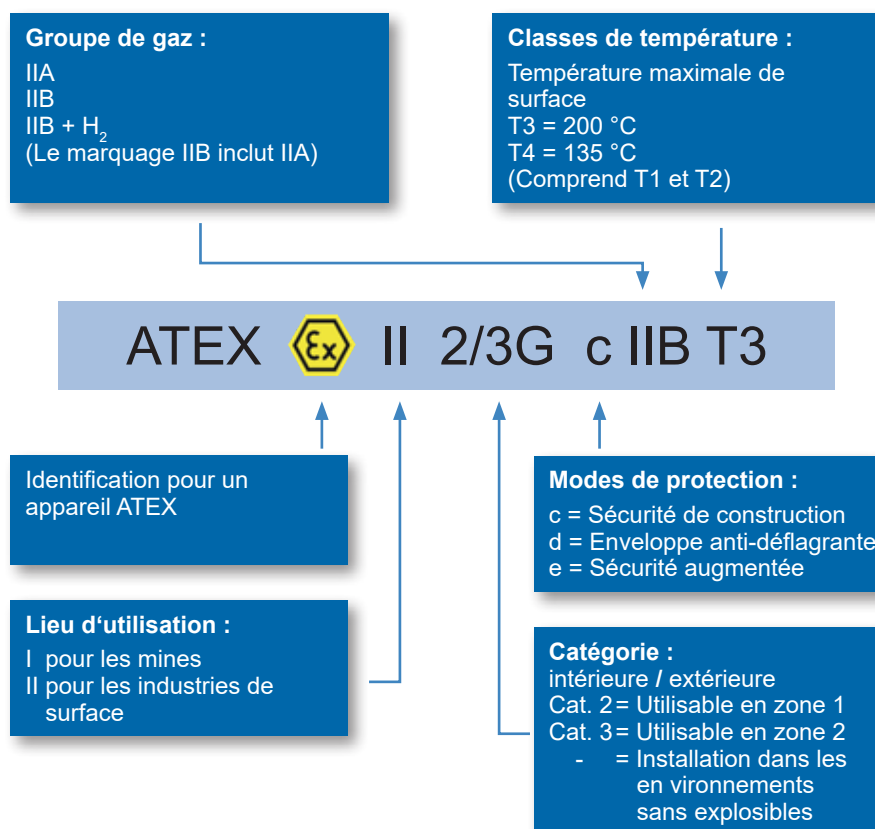 Groupe de gaz :
IIA
IIB
IIB + H₂
(Le marquage IIB inclut IIA)
Classes de température :
Température maximale de
surface
T3 = 200 °C
T4 = 135 °C
(Comprend T1 et T2)
ATEX Ex II 2/3G c IIB T3
Identification pour un
appareil ATEX
Lieu d‘utilisation :
I pour les mines
II pour les industries de
surface
Modes de protection :
c = Sécurité de construction
d = Enveloppe anti-déflagrante
e = Sécurité augmentée
Catégorie :
intérieure / extérieure
Cat. 2 = Utilisable en zone 1
Cat. 3 = Utilisable en zone 2
- = Installation dans les
en vironnements
sans explosibles